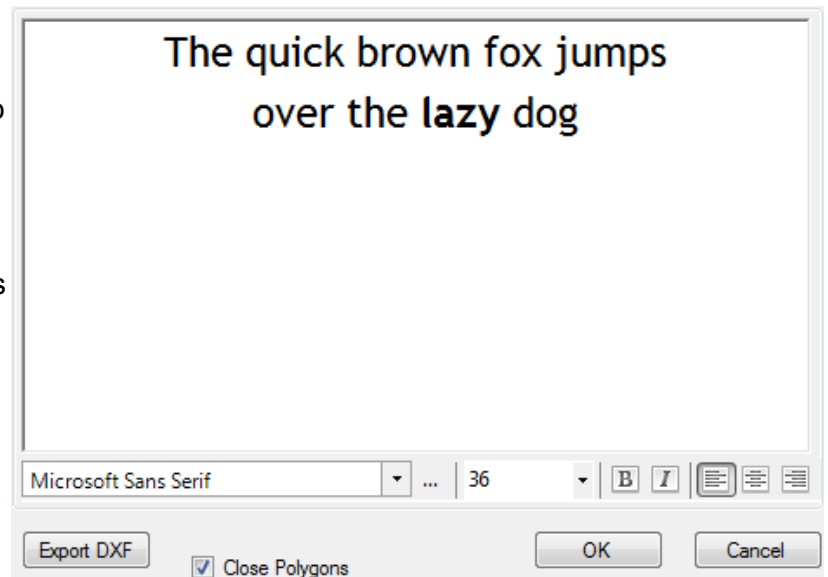 The quick brown fox jumps
over the lazy dog
Microsoft Sans Serif ... 36 B I
Export DXF Close Polygons OK Cancel